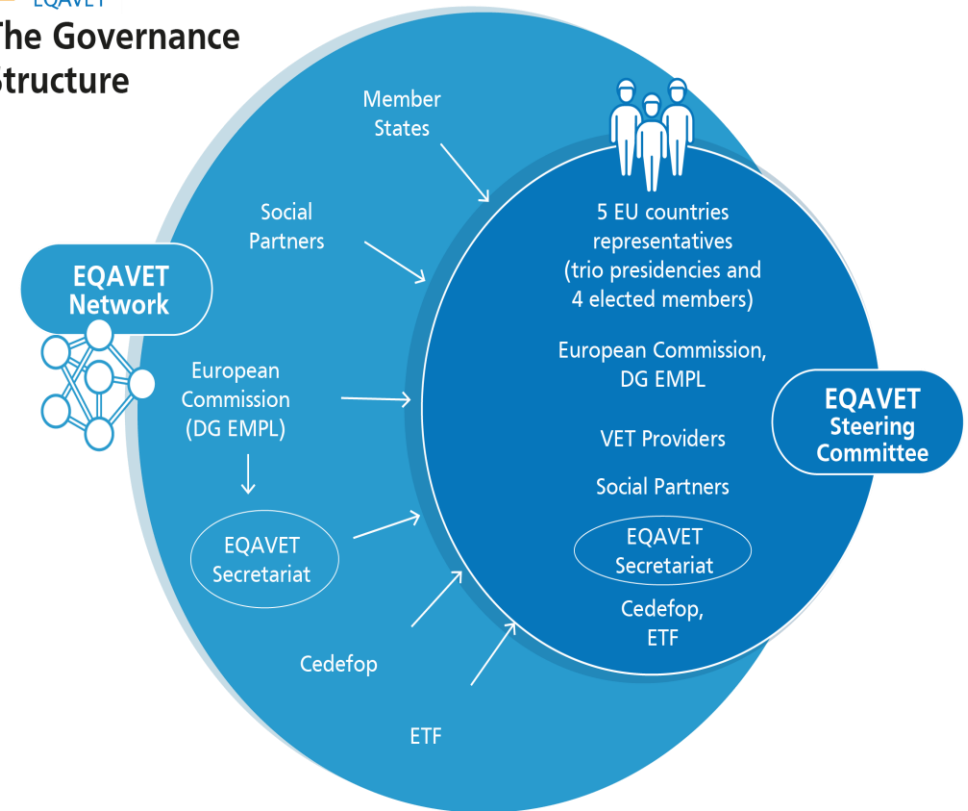 EQAVET
The Governance
Structure
Member
States
Social
Partners
EQAVET
Network
European
Commission
(DG EMPL)
EQAVET
Secretariat
Cedefop
ETF
5 EU countries
representatives
(trio presidencies and
4 elected members)
European Commission,
DG EMPL
VET Providers
Social Partners
EQAVET
Secretariat
Cedefop,
ETF
EQAVET
Steering
Committee